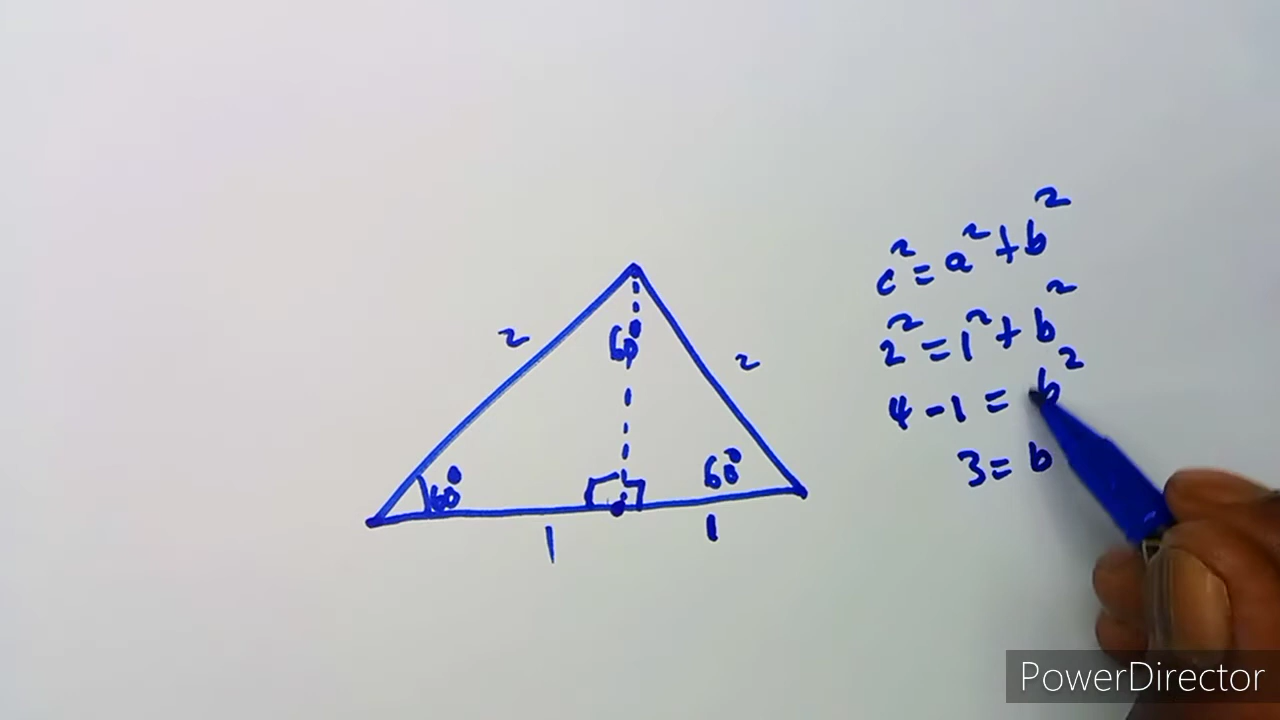 c² = a² + b²
2² = 1² + b²
4 - 1 = b²
3 = b
2
60°
2
60°
60°
1
1
PowerDirector